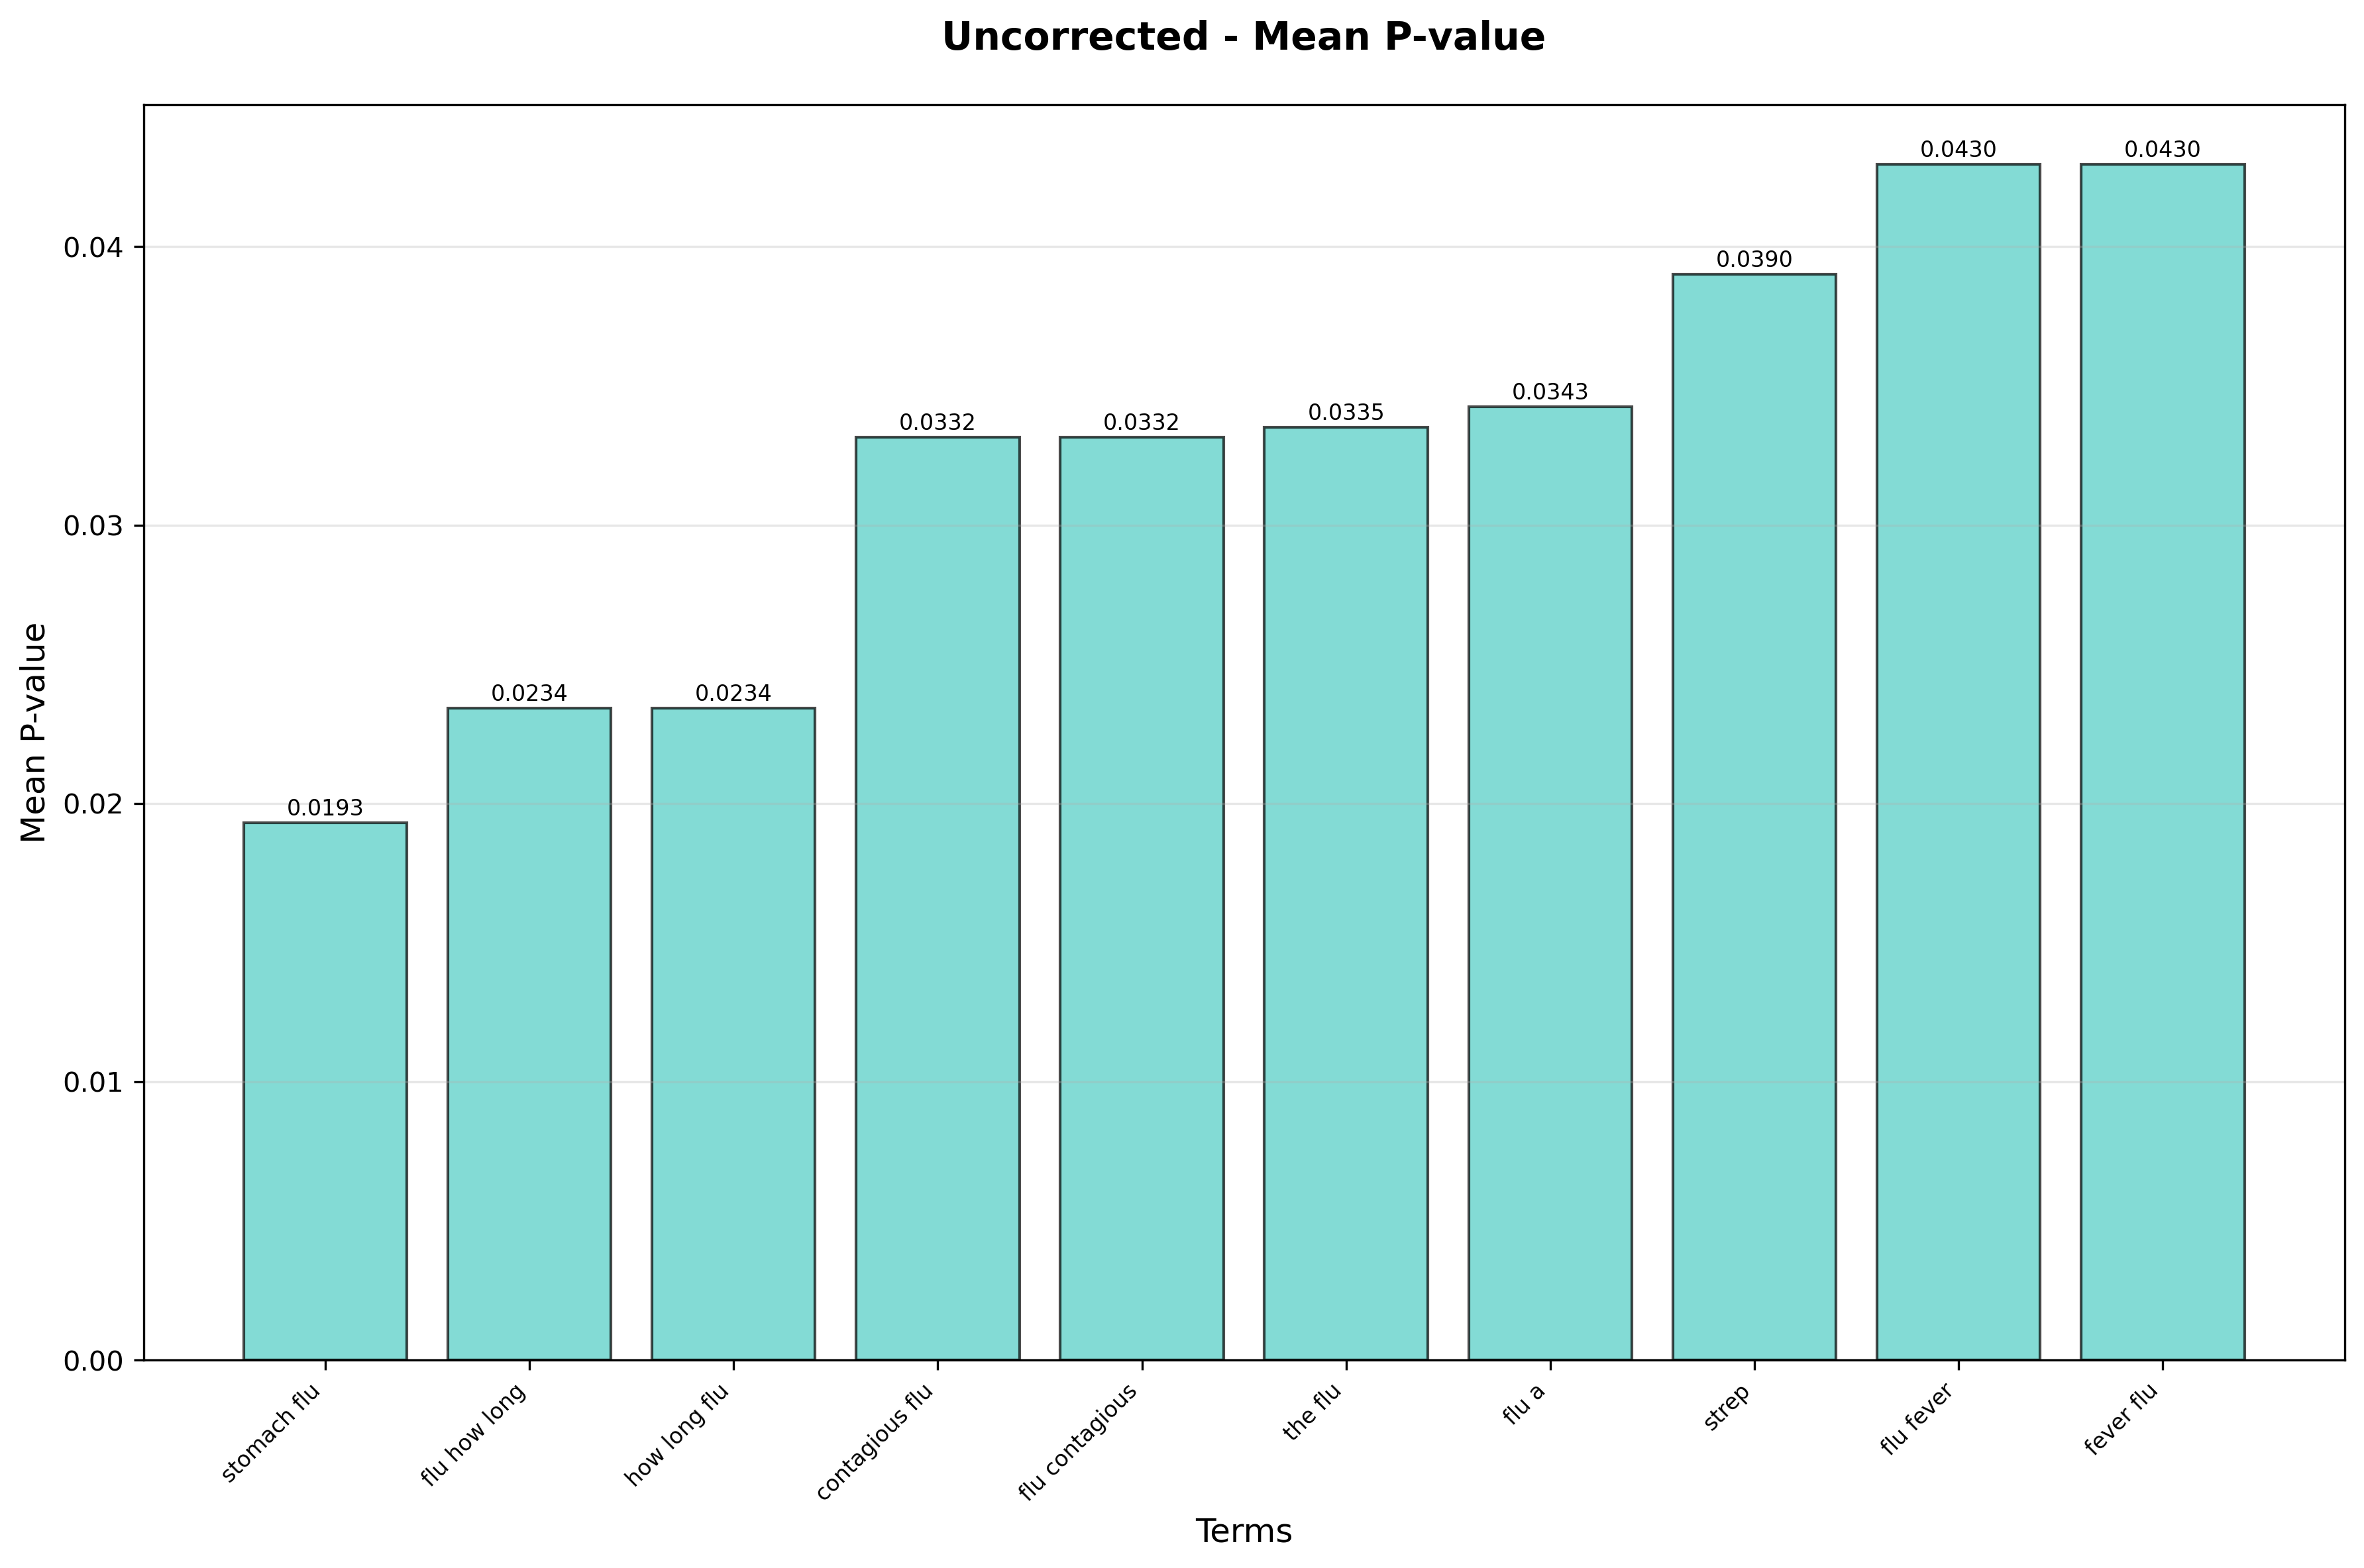 Uncorrected - Mean P-value
Mean P-value
0.04
0.03
0.02
0.01
0.00
0.0193
0.0234
0.0234
0.0332
0.0332
0.0335
0.0343
0.0390
0.0430
0.0430
stomach flu
flu how long
how long flu
contagious flu
flu contagious
the flu
flu a
strep
flu fever
fever flu
Terms